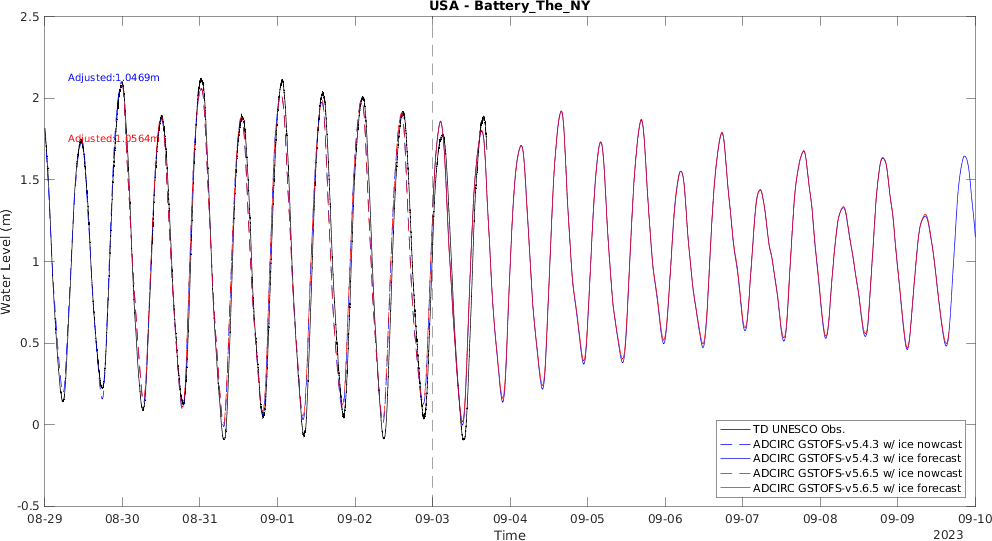 USA - Battery_The_NY
2.5
2
1.5
1
0.5
0
-0.5
Water Level (m)
Adjusted:1.0469m
Adjusted:1.0564m
TD UNESCO Obs.
ADCIRC GSTOFS-v5.4.3 w/ ice nowcast
ADCIRC GSTOFS-v5.4.3 w/ ice forecast
ADCIRC GSTOFS-v5.6.5 w/ ice nowcast
ADCIRC GSTOFS-v5.6.5 w/ ice forecast
08-29 08-30 08-31 09-01 09-02 09-03 09-04 09-05 09-06 09-07 09-08 09-09 09-10
Time
2023